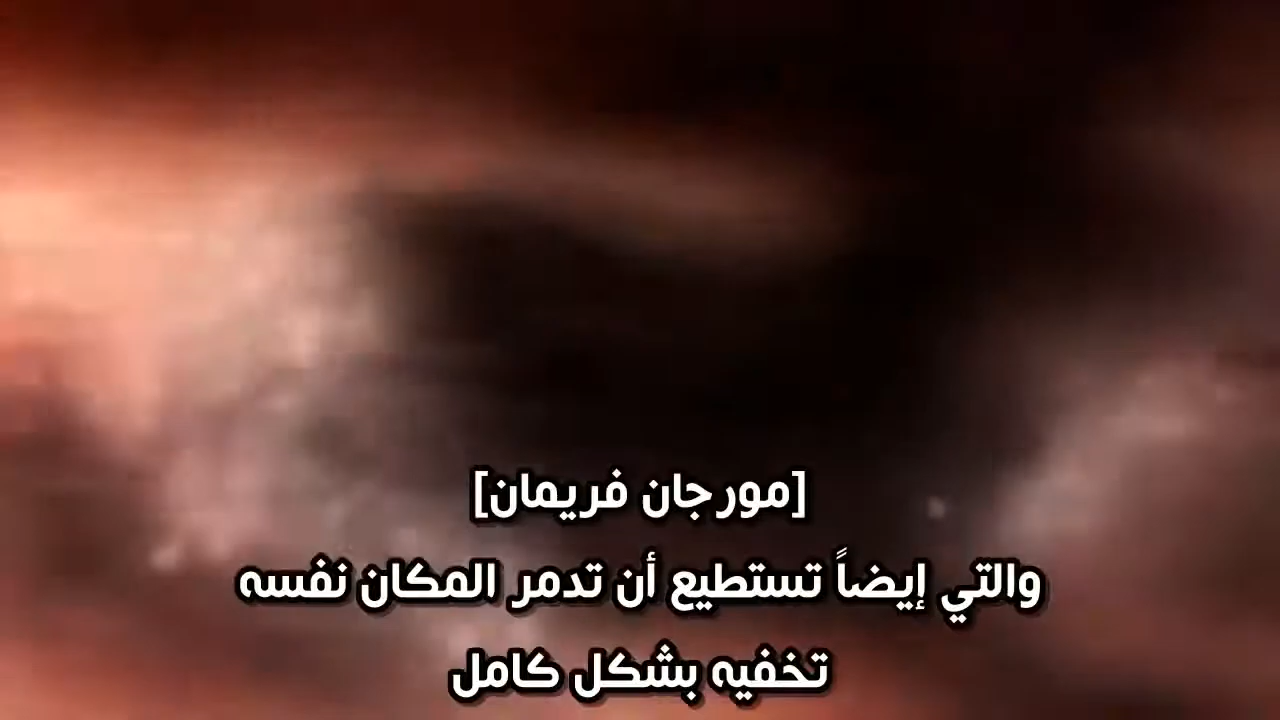 [مورجان فريمان]
والتي إيضاً تستطيع أن تدمر المكان نفسه
تخفيه بشكل كامل